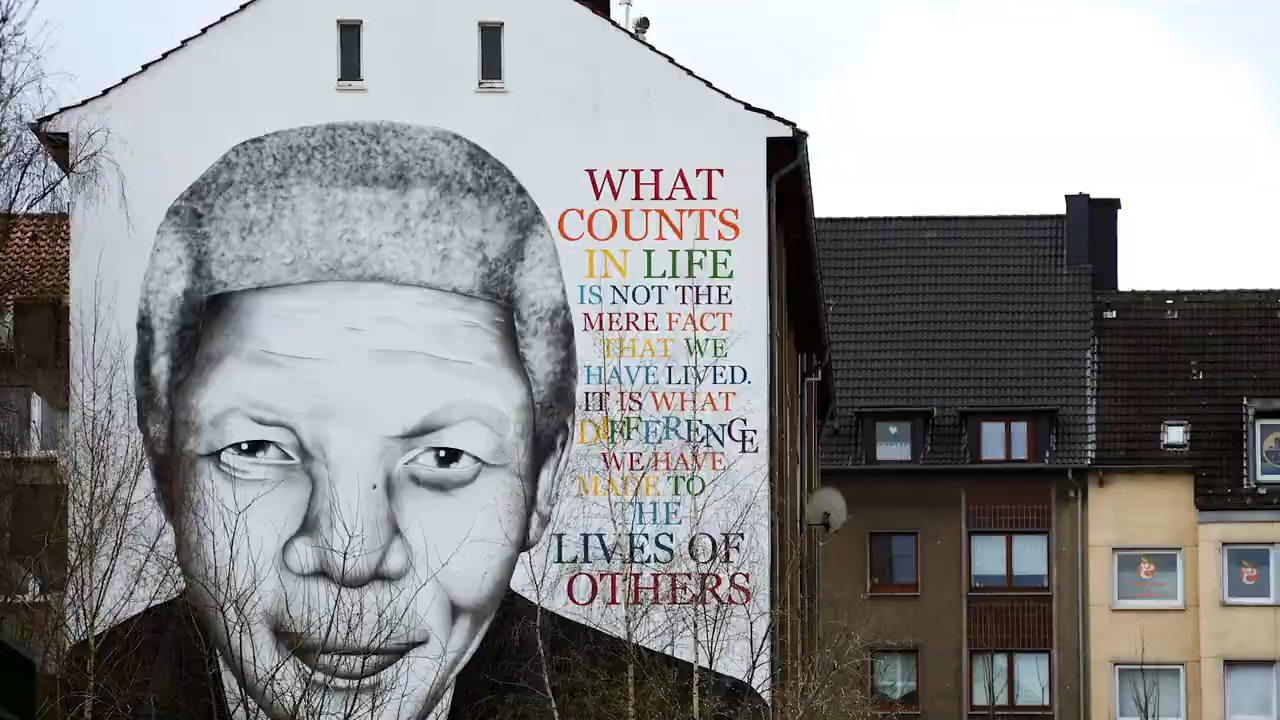 WHAT
COUNTS
IN LIFE
IS NOT THE
MERE FACT
THAT WE
HAVE LIVED.
IT IS WHAT
DIFFERENCE
WE HAVE
MADE TO
THE
LIVES OF
OTHERS